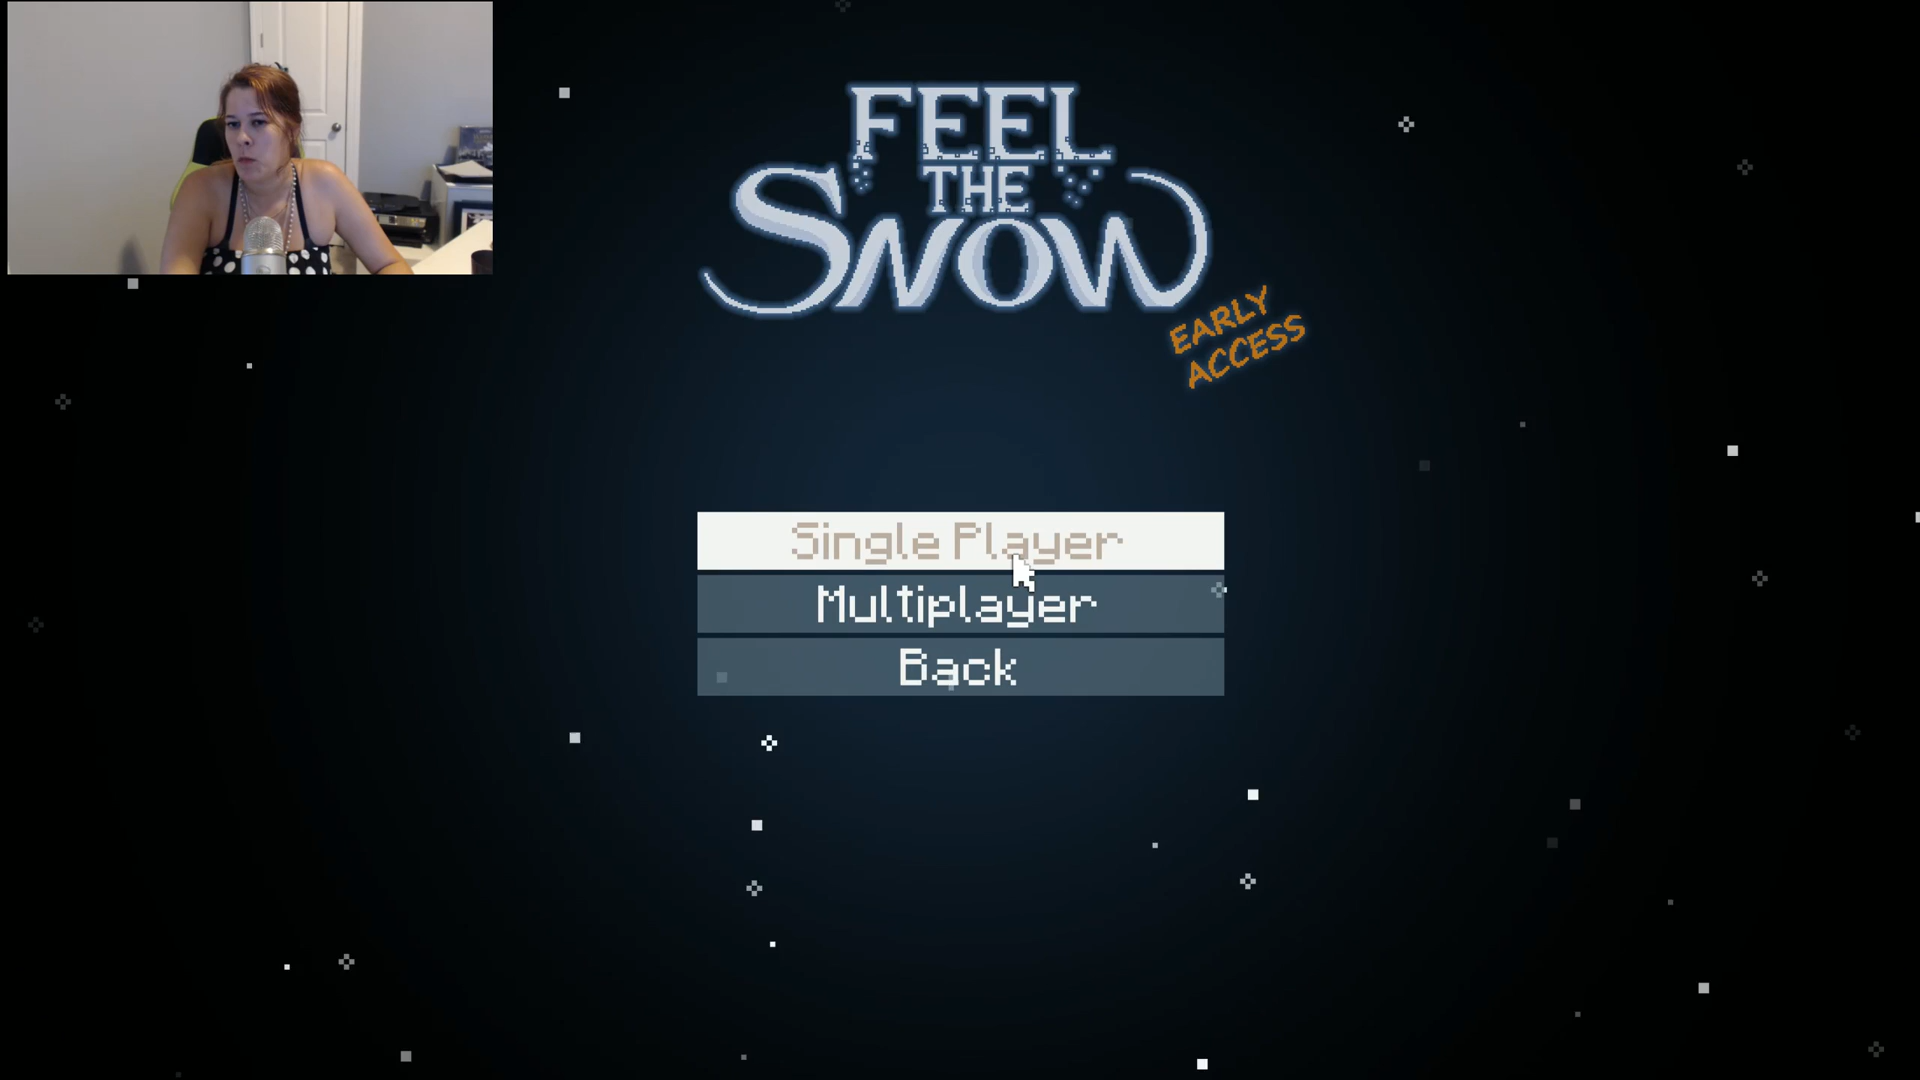 FEEL
THE
SNOW
EARLY
ACCESS
Single Player
Multiplayer
Back